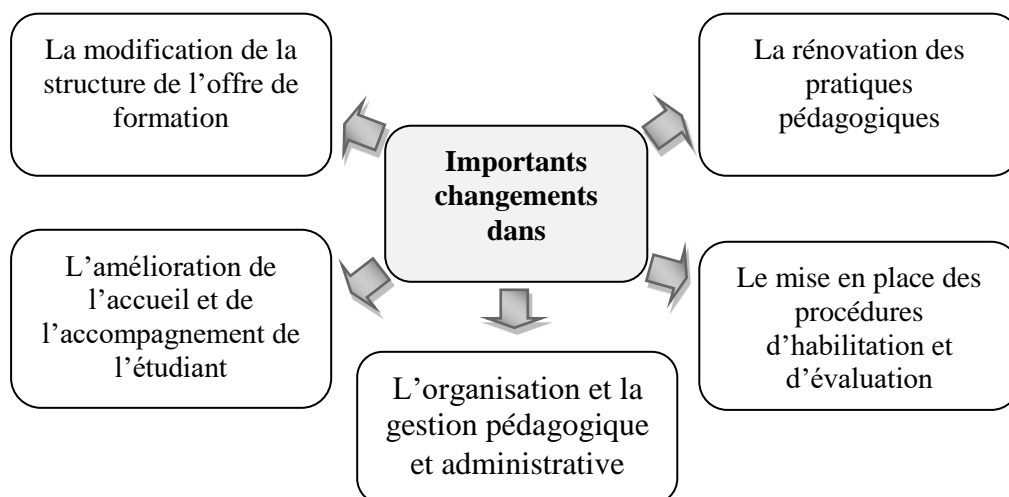 La modification de la
structure de l’offre de
formation
La rénovation des
pratiques
pédagogiques
Importants
changements
dans
L’amélioration de
l’accueil et de
l’accompagnement de
l’étudiant
Le mise en place des
procédures
d’habilitation et
d’évaluation
L’organisation et la
gestion pédagogique
et administrative